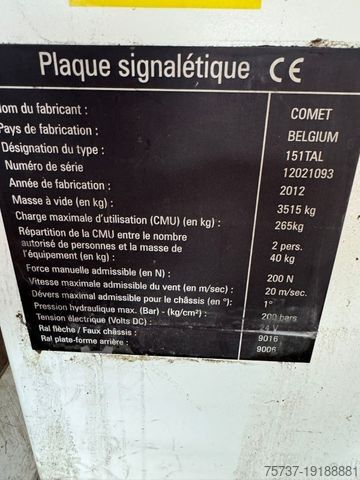 Plaque signalétique CE
Nom du fabricant : COMET
Pays de fabrication : BELGIUM
Désignation du type : 151TAL
Numéro de série 12021093
Année de fabrication : 2012
Masse à vide (en kg) : 3515 kg
Charge maximale d'utilisation (CMU) (en kg) : 265kg
Répartition de la CMU entre le nombre
autorisé de personnes et la masse de 2 pers.
l'équipement (en kg) : 40 kg
Force manuelle admissible (en N) : 200 N
Vitesse maximale admissible du vent (en m/sec) : 20 m/sec.
Dévers maximal admissible pour le châssis (en °): 1°
Pression hydraulique max. (Bar) - (kg/cm²) : 200 bars
Tension électrique (Volts DC) : 24 V
Ral flèche / Faux châssis : 9016
Ral plate-forme arrière : 9006
75737-19188881